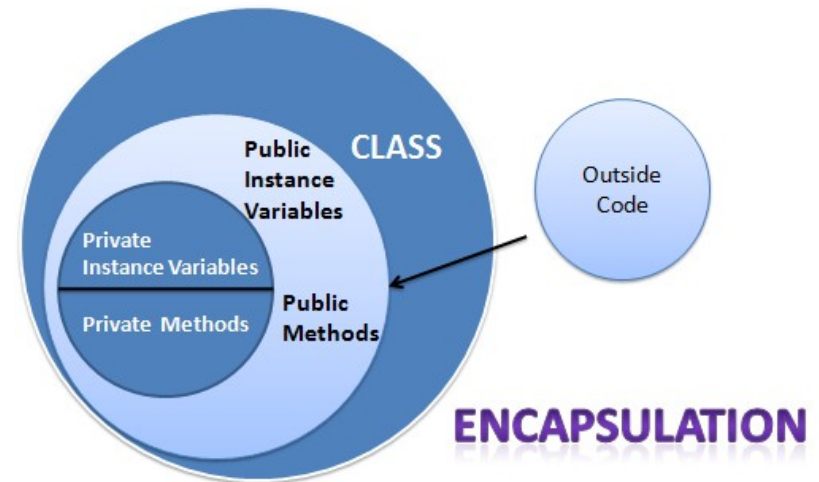 CLASS
Public
Instance
Variables
Private
Instance Variables
Private Methods
Public
Methods
Outside
Code
ENCAPSULATION